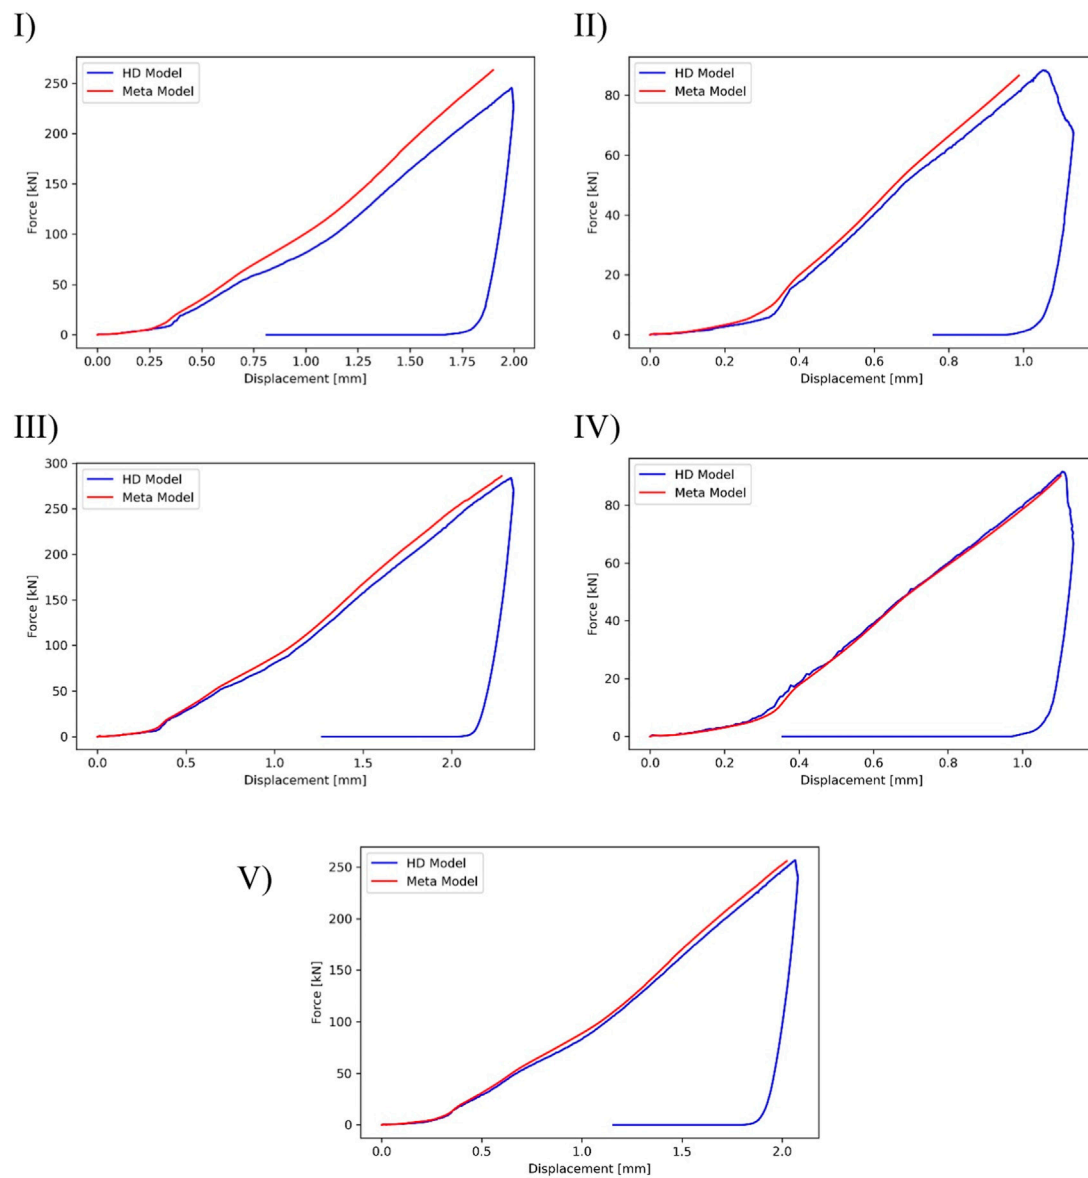 I)
II)
HD Model
Meta Model
250
200
150
100
50
0
Force [kN]
0.00 0.25 0.50 0.75 1.00 1.25 1.50 1.75 2.00
Displacement [mm]
HD Model
Meta Model
80
60
40
20
0
Force [kN]
0.0 0.2 0.4 0.6 0.8 1.0
Displacement [mm]
III)
IV)
HD Model
Meta Model
300
250
200
150
100
50
0
Force [kN]
0.0 0.5 1.0 1.5 2.0
Displacement [mm]
HD Model
Meta Model
80
60
40
20
0
Force [kN]
0.0 0.2 0.4 0.6 0.8 1.0
Displacement [mm]
V)
HD Model
Meta Model
250
200
150
100
50
0
Force [kN]
0.0 0.5 1.0 1.5 2.0
Displacement [mm]